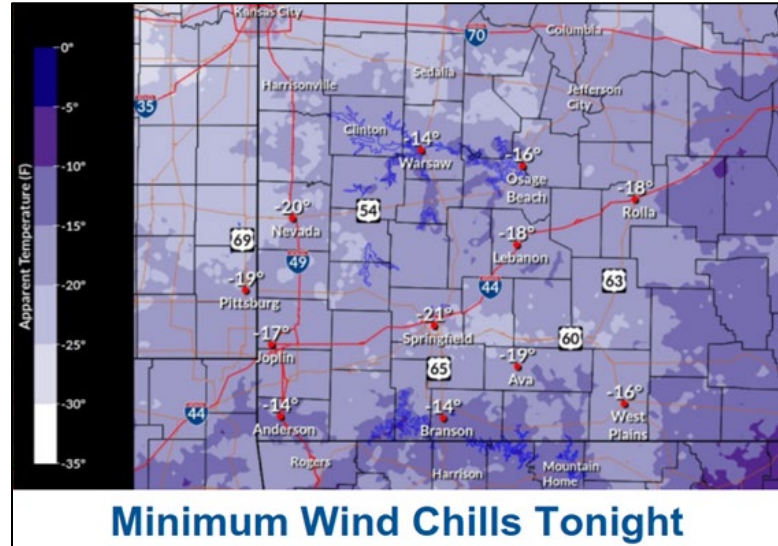 Kansas City
70
Columbia
0°
-5°
-10°
-15°
-20°
-25°
-30°
-35°
Apparent Temperature (F)
35
Harrisonville
Sedalia
Jefferson
City
Clinton
14°
Warsaw
-16°
Osage
Beach
-18°
Rolla
-20°
Nevada
54
69
49
-18°
Lebanon
-19°
Pittsburg
44
63
-21°
Springfield
-17°
Joplin
60
65
-19°
Ava
44
-14°
Anderson
-14°
Branson
-16°
West
Plains
Rogers
Harrison
Mountain
Home
Minimum Wind Chills Tonight